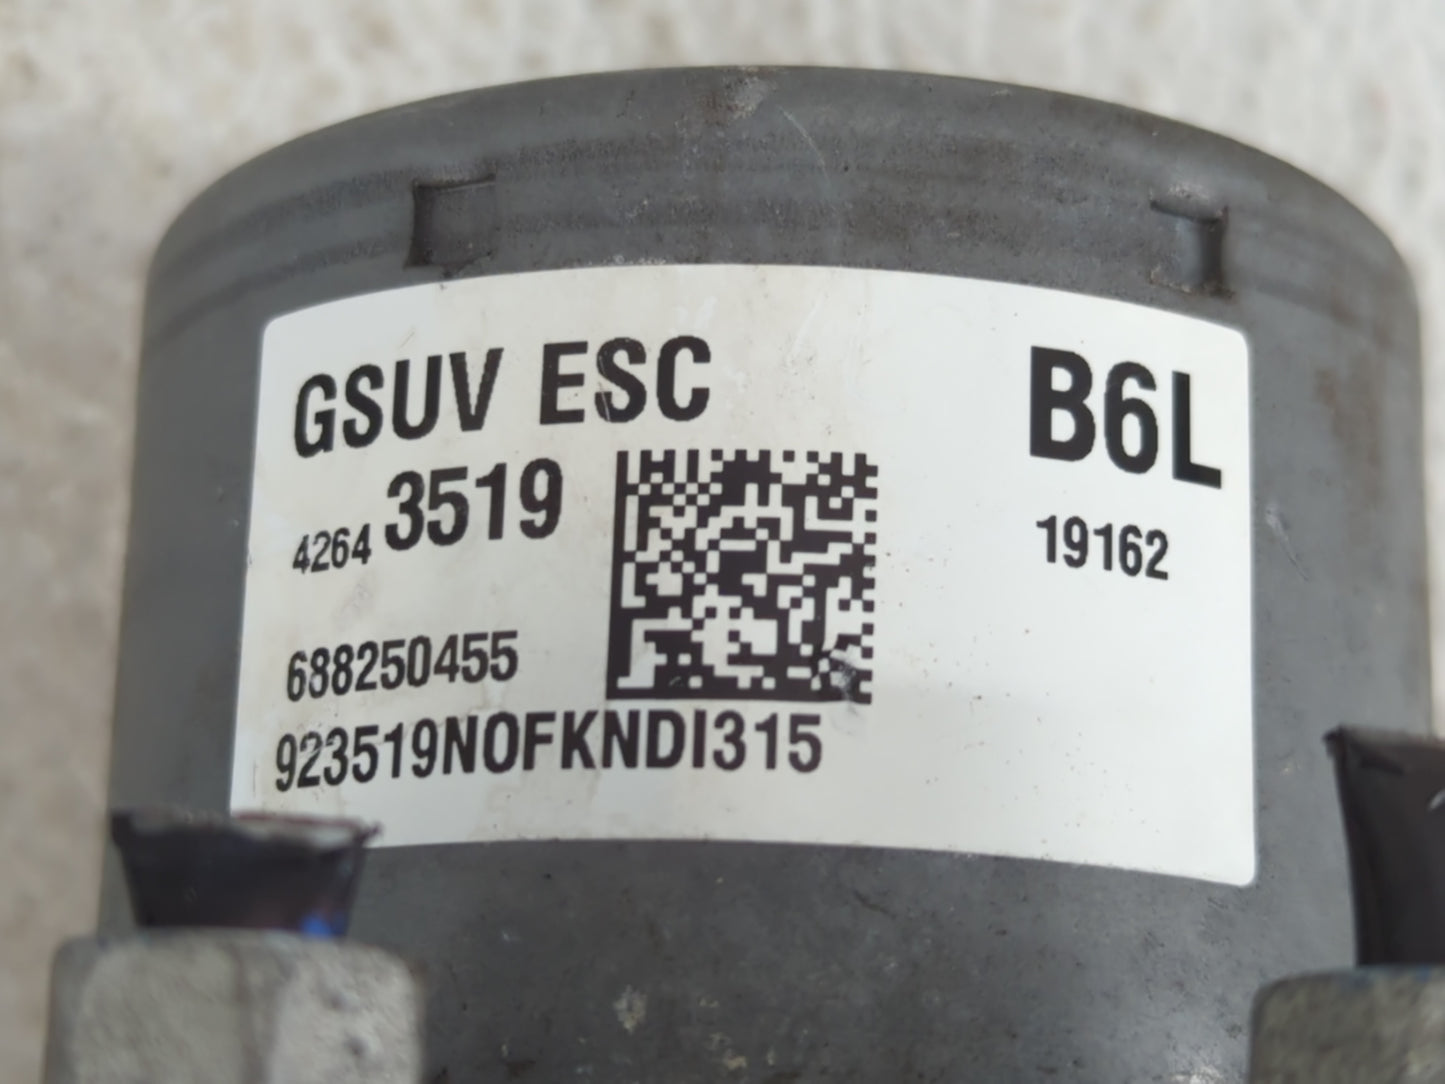 GSUV ESC
B6L
4264 3519
19162
688250455
923519NOFKNDI315